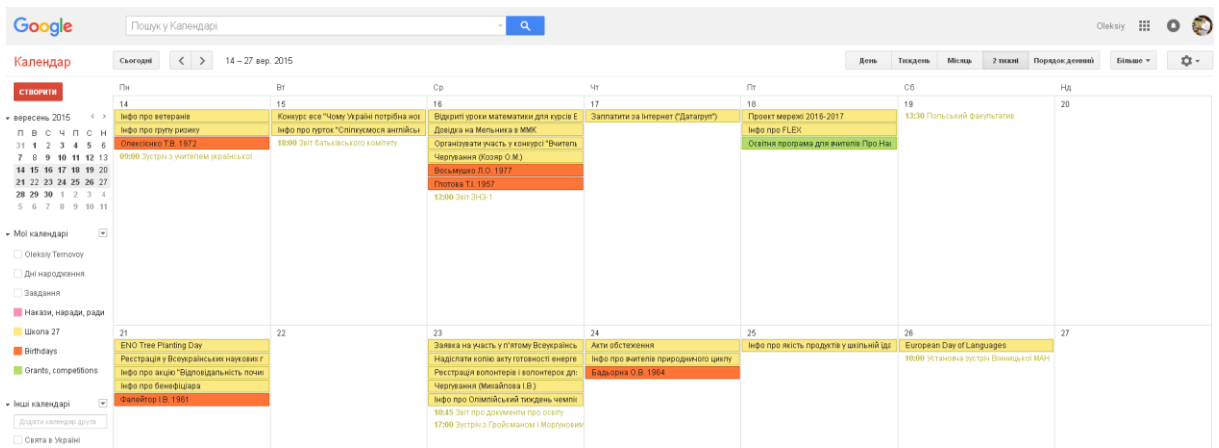 Google
Пошук у Календарі
Oleksiy
Календар
Сьогодні
14 – 27 вер. 2015
День
Тиждень
Місяць
2 тижні
Порядок денний
Більше
СТВОРИТИ
вересень 2015
П В С Ч П С Н
31 1 2 3 4 5 6
7 8 9 10 11 12 13
14 15 16 17 18 19 20
21 22 23 24 25 26 27
28 29 30 1 2 3 4
5 6 7 8 9 10 11
Мої календарі
Oleksiy Ternovoy
Дні народження
Завдання
Накази, наради, ради
Школа 27
Birthdays
Grants, competitions
Інші календарі
Додати календар друга
Свята в Україні
Пн
Вт
Ср
Чт
Пт
Сб
Нд
14
Інфо про ветеранів
Інфо про групу ризику
Олексієнко Т.В. 1972
09:00 Зустріч з учителем української
15
Конкурс есе "Чому Україні потрібна нов
Інфо про гурток "Спілкуємося англійсь
18:00 Звіт батьківського комітету
16
Відкриті уроки математики для курсів Е
Довідка на Мельника в ММК
Організувати участь у конкурсі "Вчитель
Чергування (Козяр О.М.)
Восьмушко Л.О. 1977
Глотова Т.І. 1957
12:00 Звіт ЗНЗ-1
17
Заплатити за Інтернет ("Датагруп")
18
Проект мережі 2016-2017
Інфо про FLEX
Освітня програма для вчителів Про.Нас
19
13:30 Польський факультатив
20
21
ENO Tree Planting Day
Реєстрація у Всеукраїнських наукових г
Інфо про акцію "Відповідальність почин
Інфо про бенефіціара
Фалейтор І.В. 1961
22
23
Заявка на участь у п'ятому Всеукраїнсь
Надіслати копію акту готовності енерге
Реєстрація волонтерів і волонтерок дл
Чергування (Михайлова І.В.)
Інфо про Олімпійський тиждень чемпіо
10:45 Звіт про документи про освіту
17:00 Зустріч з Гройсманом і Моргуновим
24
Акти обстеження
Інфо про вчителів природничого циклу
Бадьорна О.В. 1964
25
Інфо про якість продуктів у шкільній їда
26
European Day of Languages
10:00 Установча зустріч Вінницької МАН
27